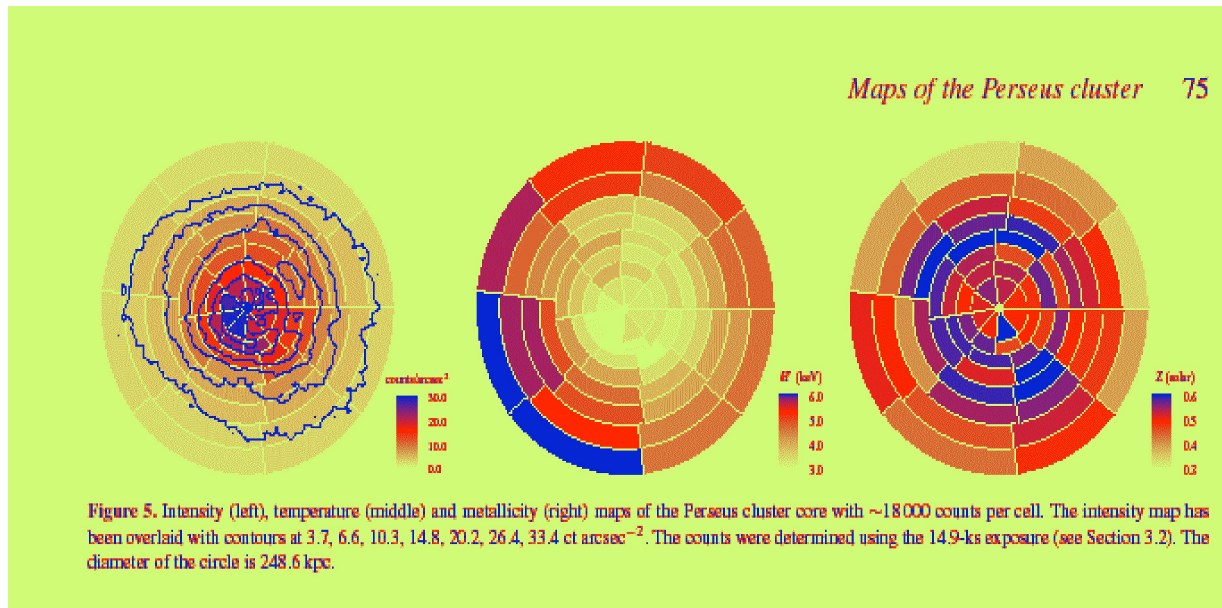 Maps of the Perseus cluster 75
counts/arcsec²
30.0
20.0
10.0
0.0
kT (keV)
6.0
5.0
4.0
3.0
Z (solar)
0.6
0.5
0.4
0.3
Figure 5. Intensity (left), temperature (middle) and metallicity (right) maps of the Perseus cluster core with ∼18 000 counts per cell. The intensity map has
been overlaid with contours at 3.7, 6.6, 10.3, 14.8, 20.2, 26.4, 33.4 ct arcsec⁻². The counts were determined using the 14.9-ks exposure (see Section 3.2). The
diameter of the circle is 248.6 kpc.